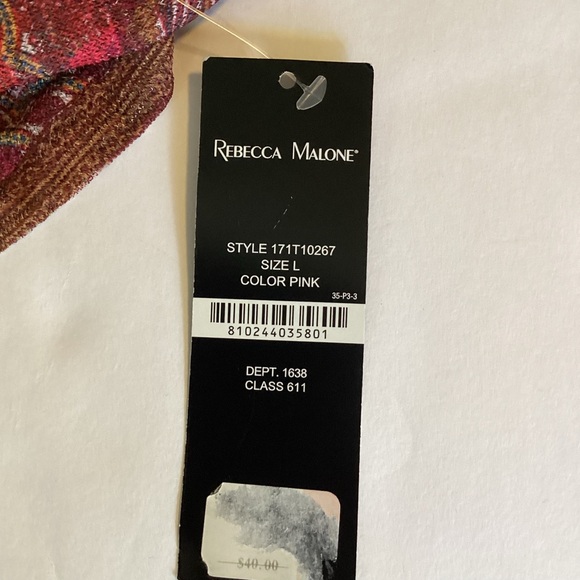 REBECCA MALONE®
STYLE 171T10267
SIZE L
COLOR PINK
35-P3-3
810244035801
DEPT. 1638
CLASS 611
$40.00